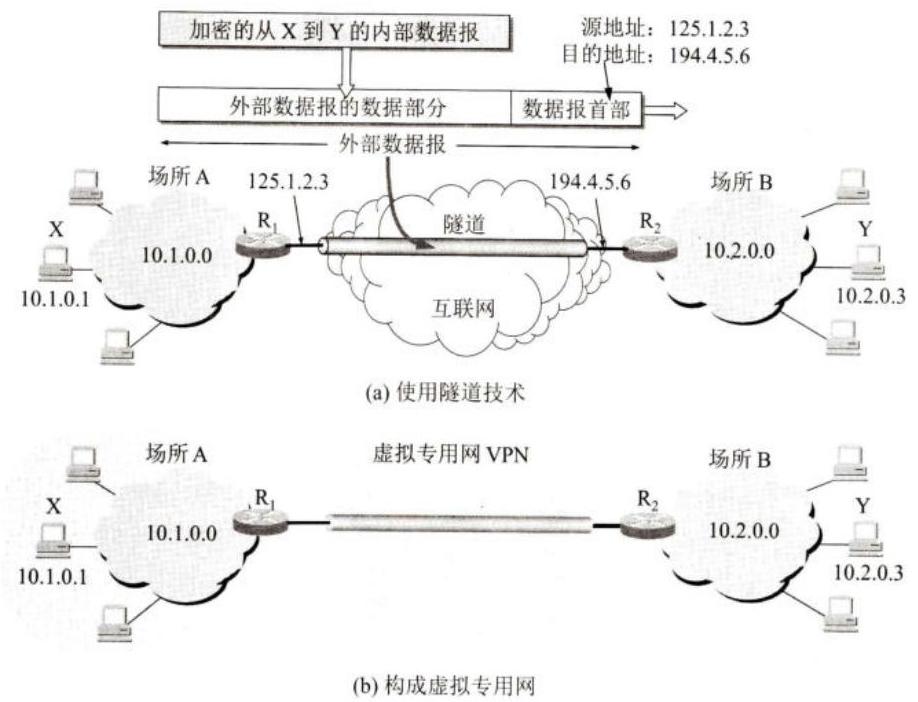 加密的从 X 到 Y 的内部数据报
源地址：125.1.2.3
目的地址：194.4.5.6
外部数据报的数据部分
数据报首部
外部数据报
场所 A
125.1.2.3
194.4.5.6
场所 B
X
R1
隧道
R2
Y
10.1.0.0
10.2.0.0
10.1.0.1
互联网
10.2.0.3
(a) 使用隧道技术
场所 A
虚拟专用网 VPN
场所 B
X
R1
R2
Y
10.1.0.0
10.2.0.0
10.1.0.1
10.2.0.3
(b) 构成虚拟专用网